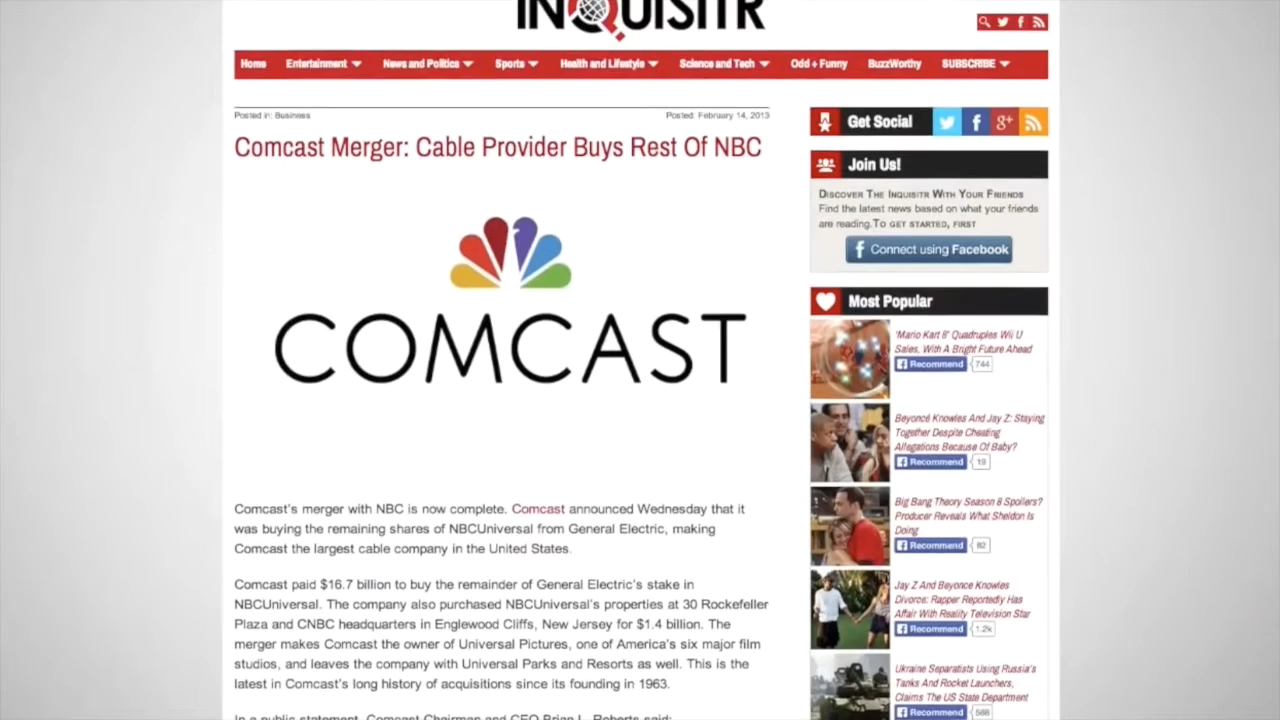 INQUISITR
Home Entertainment News and Politics Sports Health and Lifestyle Science and Tech Odd + Funny BuzzWorthy SUBSCRIBE
Posted in: Business Posted: February 14, 2013
Comcast Merger: Cable Provider Buys Rest Of NBC
COMCAST
Comcast's merger with NBC is now complete. Comcast announced Wednesday that it
was buying the remaining shares of NBCUniversal from General Electric, making
Comcast the largest cable company in the United States.
Comcast paid $16.7 billion to buy the remainder of General Electric's stake in
NBCUniversal. The company also purchased NBCUniversal's properties at 30 Rockefeller
Plaza and CNBC headquarters in Englewood Cliffs, New Jersey for $1.4 billion. The
merger makes Comcast the owner of Universal Pictures, one of America's six major film
studios, and leaves the company with Universal Parks and Resorts as well. This is the
latest in Comcast's long history of acquisitions since its founding in 1963.
In a public statement, Comcast Chairman and CEO Brian L. Roberts said:
Get Social
f g+
Join Us!
Discover The Inquisitr With Your Friends
Find the latest news based on what your friends
are reading.To get started, first
f Connect using Facebook
Most Popular
'Mario Kart 8' Quadruples Wii U
Sales, With A Bright Future Ahead
Recommend 744
Beyoncé Knowles And Jay Z: Staying
Together Despite Cheating
Allegations Because Of Baby?
Recommend 19
Big Bang Theory Season 8 Spoilers?
Producer Reveals What Sheldon Is
Doing
Recommend 82
Jay Z And Beyonce Knowles
Divorce: Rapper Reportedly Has
Affair With Reality Television Star
Recommend 1.2k
Ukraine Separatists Using Russia's
Tanks And Rocket Launchers,
Claims The US State Department
Recommend 568